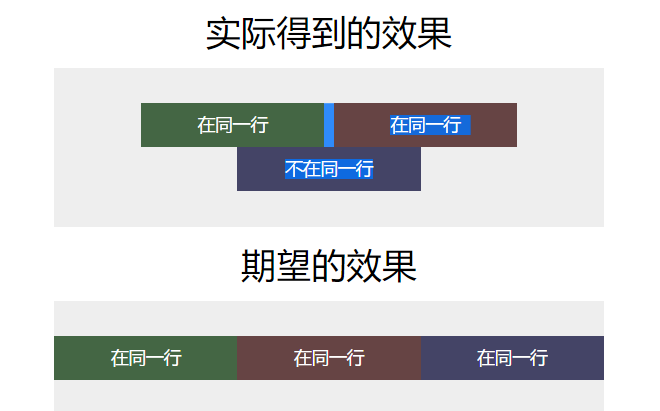 实际得到的效果
在同一行 在同一行
不在同一行
期望的效果
在同一行 在同一行 在同一行